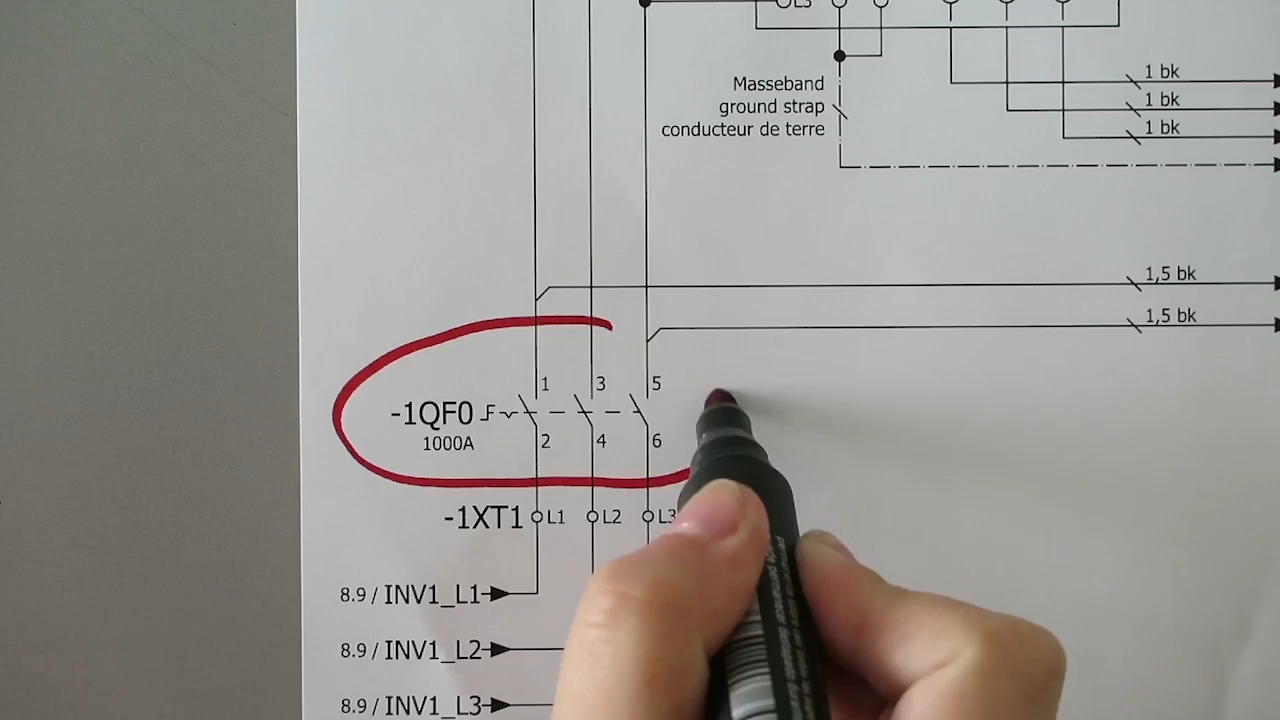 L3
Masseband
ground strap
conducteur de terre
1 bk
1 bk
1 bk
1,5 bk
1,5 bk
1 3 5
-1QF0
1000A
2 4 6
-1XT1 L1 L2 L3
8.9 / INV1_L1
8.9 / INV1_L2
8.9 / INV1_L3